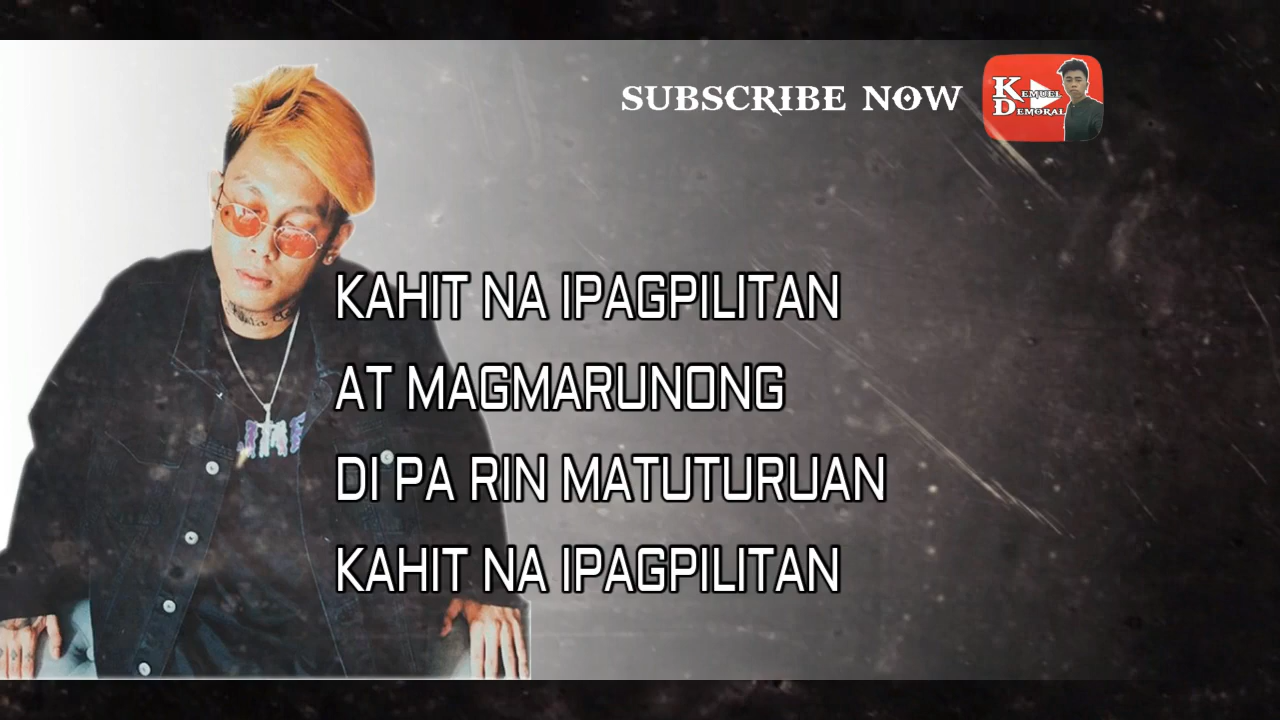 SUBSCRIBE NOW
KEMUEL
DEMORAL
KAHIT NA IPAGPILITAN
AT MAGMARUNONG
DI PA RIN MATUTURUAN
KAHIT NA IPAGPILITAN